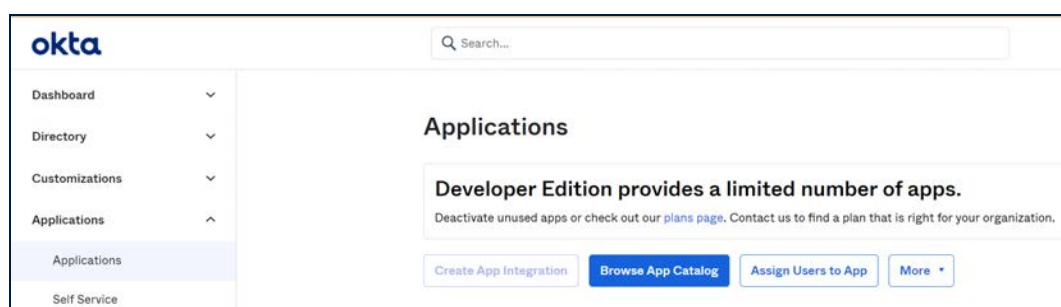 okta
Search...
Dashboard
Directory
Customizations
Applications
Applications
Self Service
Applications
Developer Edition provides a limited number of apps.
Deactivate unused apps or check out our plans page. Contact us to find a plan that is right for your organization.
Create App Integration
Browse App Catalog
Assign Users to App
More